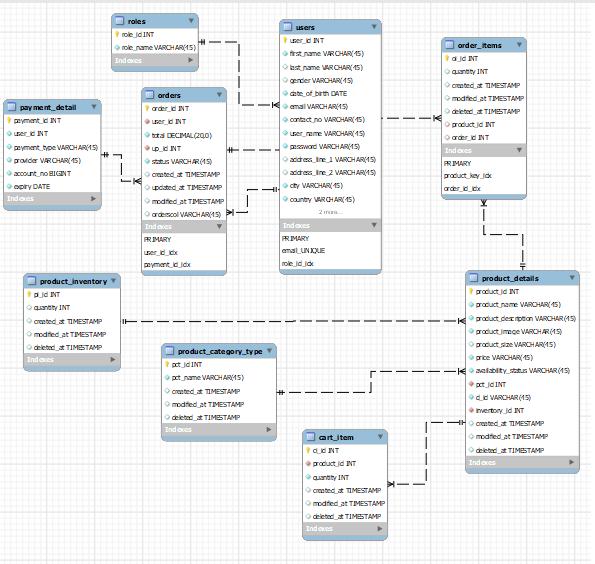 roles
role_id INT
role_name VARCHAR(45)
Indexes
users
user_id INT
first_name VARCHAR(45)
last_name VARCHAR(45)
gender VARCHAR(45)
date_of_birth DATE
email VARCHAR(45)
contact_no VARCHAR(45)
user_name VARCHAR(45)
password VARCHAR(45)
address_line_1 VARCHAR(45)
address_line_2 VARCHAR(45)
city VARCHAR(45)
country VARCHAR(45)
2 more...
Indexes
PRIMARY
email_UNIQUE
role_id_idx
order_items
oi_id INT
quantity INT
created_at TIMESTAMP
modified_at TIMESTAMP
deleted_at TIMESTAMP
product_id INT
order_id INT
Indexes
PRIMARY
product_key_idx
order_id_idx
payment_detail
payment_id INT
user_id INT
payment_type VARCHAR(45)
provider VARCHAR(45)
account_no BIGINT
expiry DATE
Indexes
orders
order_id INT
user_id INT
total DECIMAL(20,0)
up_id INT
status VARCHAR(45)
created_at TIMESTAMP
updated_at TIMESTAMP
modified_at TIMESTAMP
orderscol VARCHAR(45)
Indexes
PRIMARY
user_id_idx
payment_id_idx
product_inventory
pi_id INT
quantity INT
created_at TIMESTAMP
modified_at TIMESTAMP
deleted_at TIMESTAMP
Indexes
product_details
product_id INT
product_name VARCHAR(45)
product_description VARCHAR(45)
product_image VARCHAR(45)
product_size VARCHAR(45)
price VARCHAR(45)
availability_status VARCHAR(45)
pct_id INT
ci_id VARCHAR(45)
inventory_id INT
created_at TIMESTAMP
modified_at TIMESTAMP
deleted_at TIMESTAMP
Indexes
product_category_type
pct_id INT
pct_name VARCHAR(45)
created_at TIMESTAMP
modified_at TIMESTAMP
deleted_at TIMESTAMP
Indexes
cart_item
ci_id INT
product_id INT
quantity INT
created_at TIMESTAMP
modified_at TIMESTAMP
deleted_at TIMESTAMP
Indexes